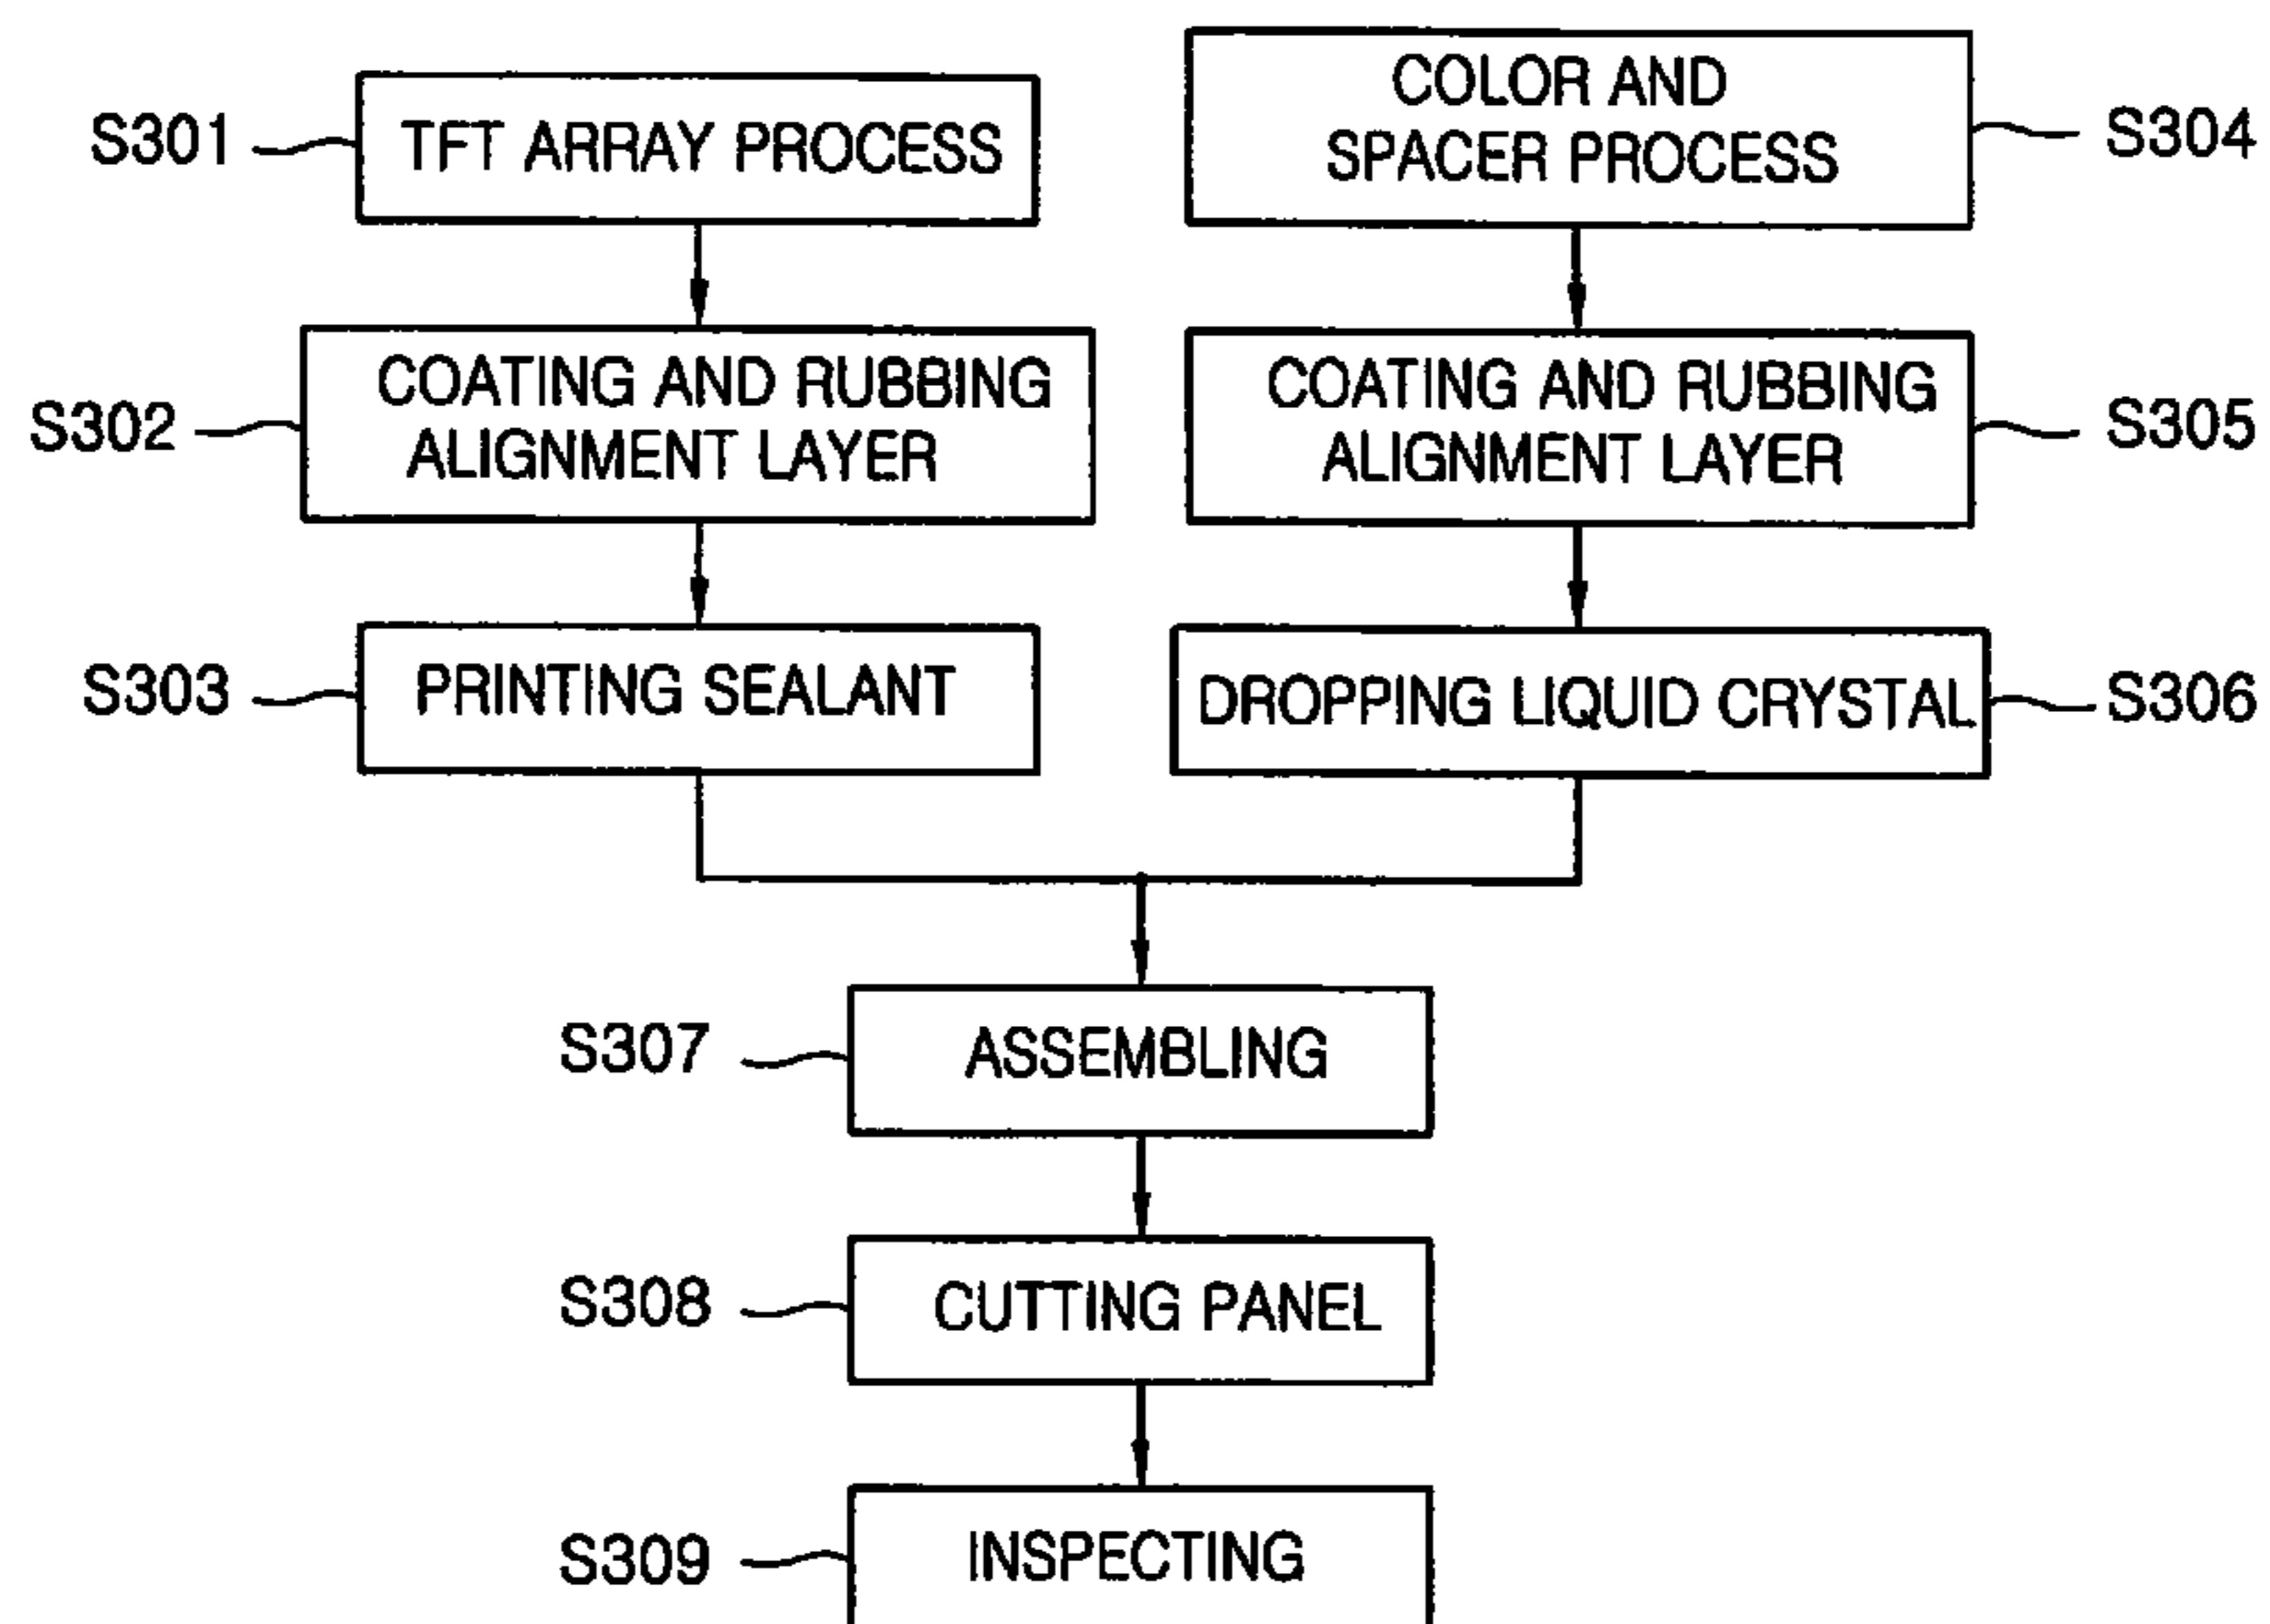 S301
TFT ARRAY PROCESS
COLOR AND
SPACER PROCESS
S304
S302
COATING AND RUBBING
ALIGNMENT LAYER
COATING AND RUBBING
ALIGNMENT LAYER
S305
S303
PRINTING SEALANT
DROPPING LIQUID CRYSTAL
S306
S307
ASSEMBLING
S308
CUTTING PANEL
S309
INSPECTING